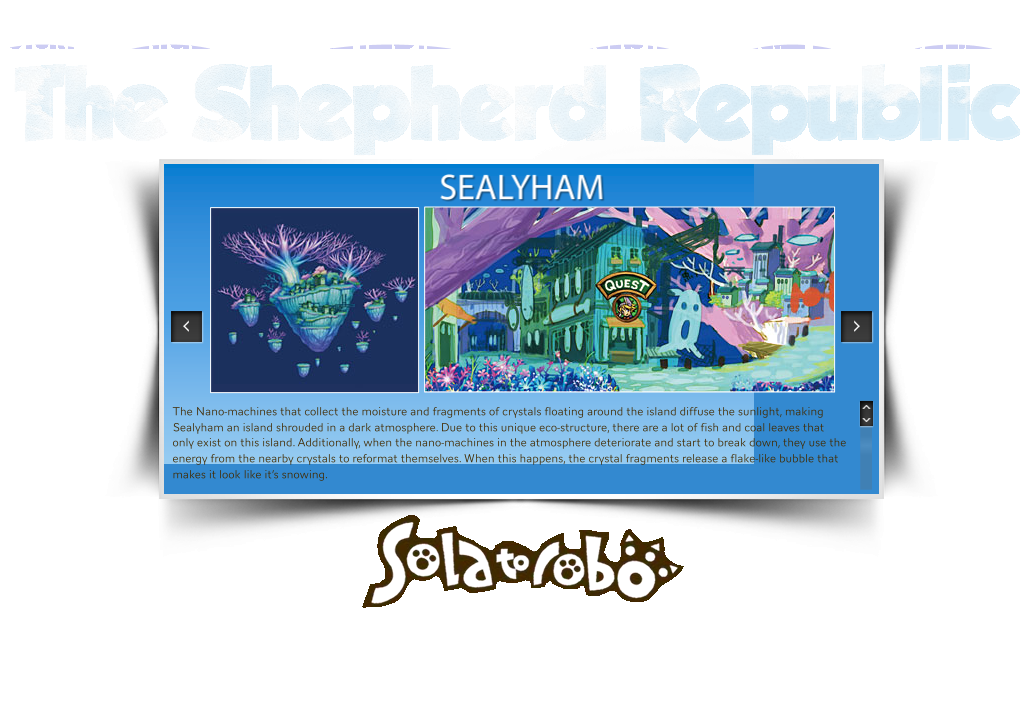 The Shepherd Republic
SEALYHAM
QUEST
The Nano-machines that collect the moisture and fragments of crystals floating around the island diffuse the sunlight, making
Sealyham an island shrouded in a dark atmosphere. Due to this unique eco-structure, there are a lot of fish and coal leaves that
only exist on this island. Additionally, when the nano-machines in the atmosphere deteriorate and start to break down, they use the
energy from the nearby crystals to reformat themselves. When this happens, the crystal fragments release a flake-like bubble that
makes it look like it's snowing.
Solatorobo